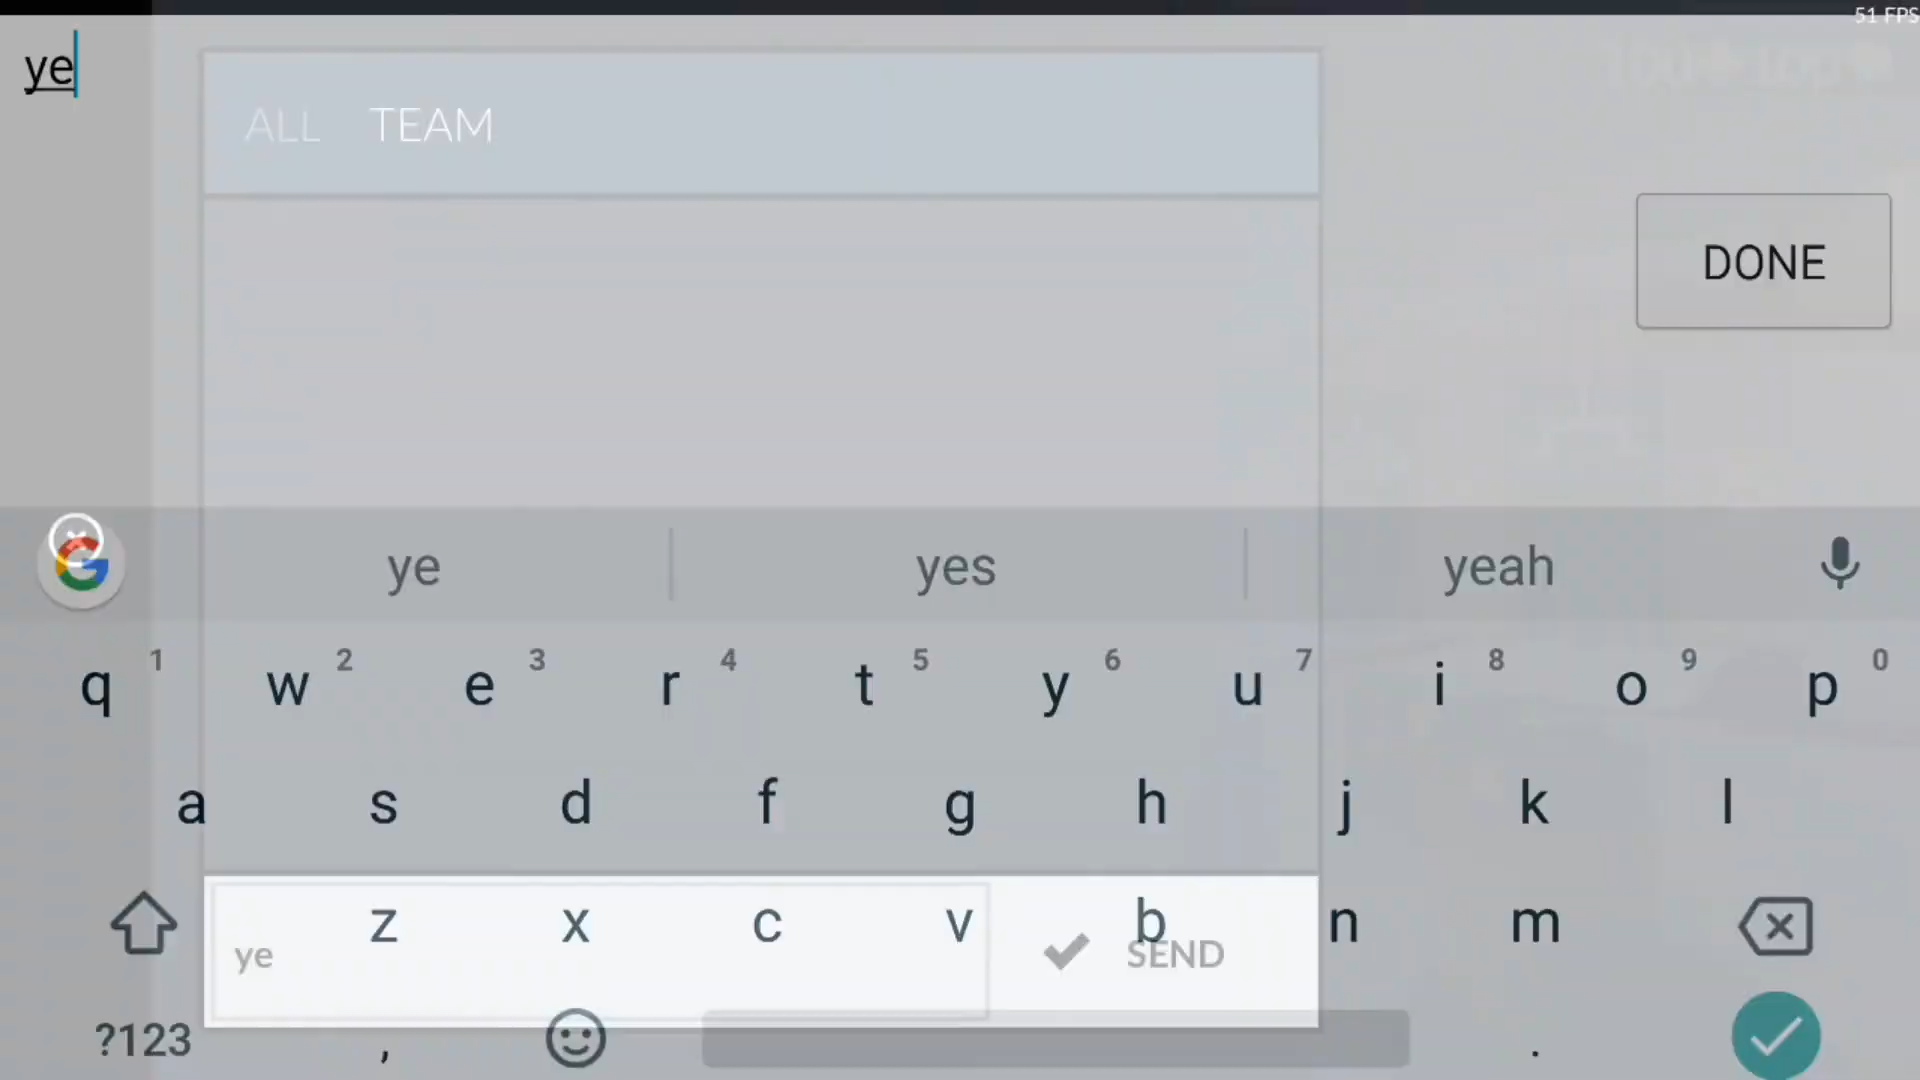 51 FPS
ye
ALL TEAM
DONE
ye yes yeah
q 1 w 2 e 3 r 4 t 5 y 6 u 7 i 8 o 9 p 0
a s d f g h j k l
z x c v b n m
ye SEND
?123 , .